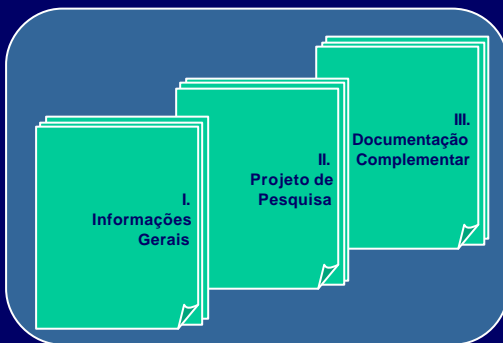 I.
Informações
Gerais
II.
Projeto de
Pesquisa
III.
Documentação
Complementar